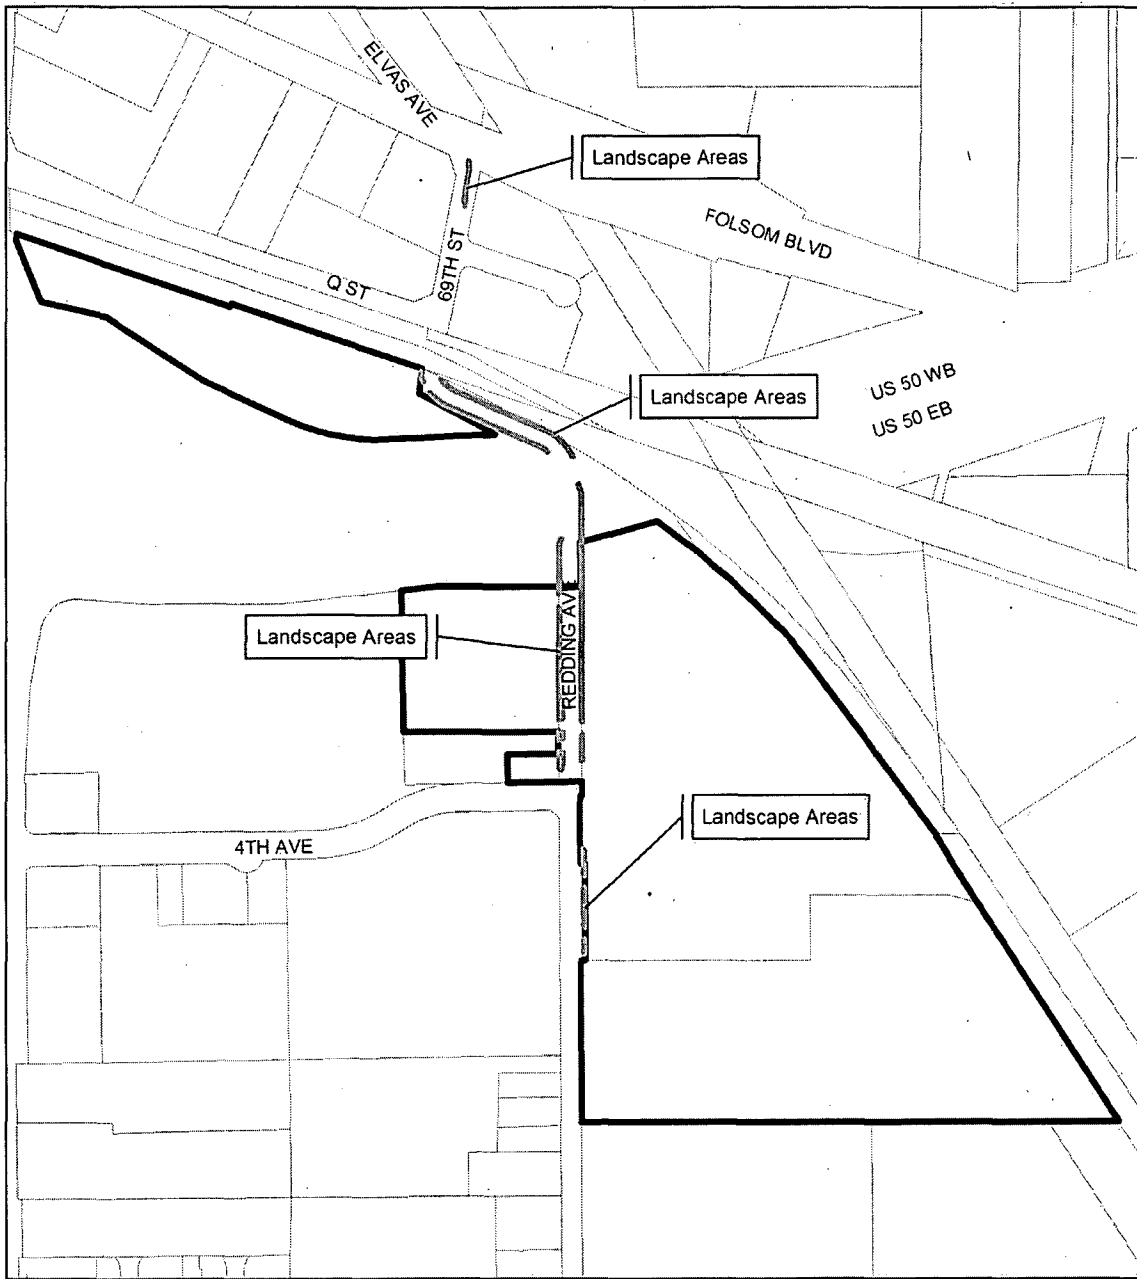 ELVAS AVE
Landscape Areas
FOLSOM BLVD
69TH ST
Q ST
US 50 WB
Landscape Areas
US 50 EB
Landscape Areas
REDDING AVE
Landscape Areas
4TH AVE